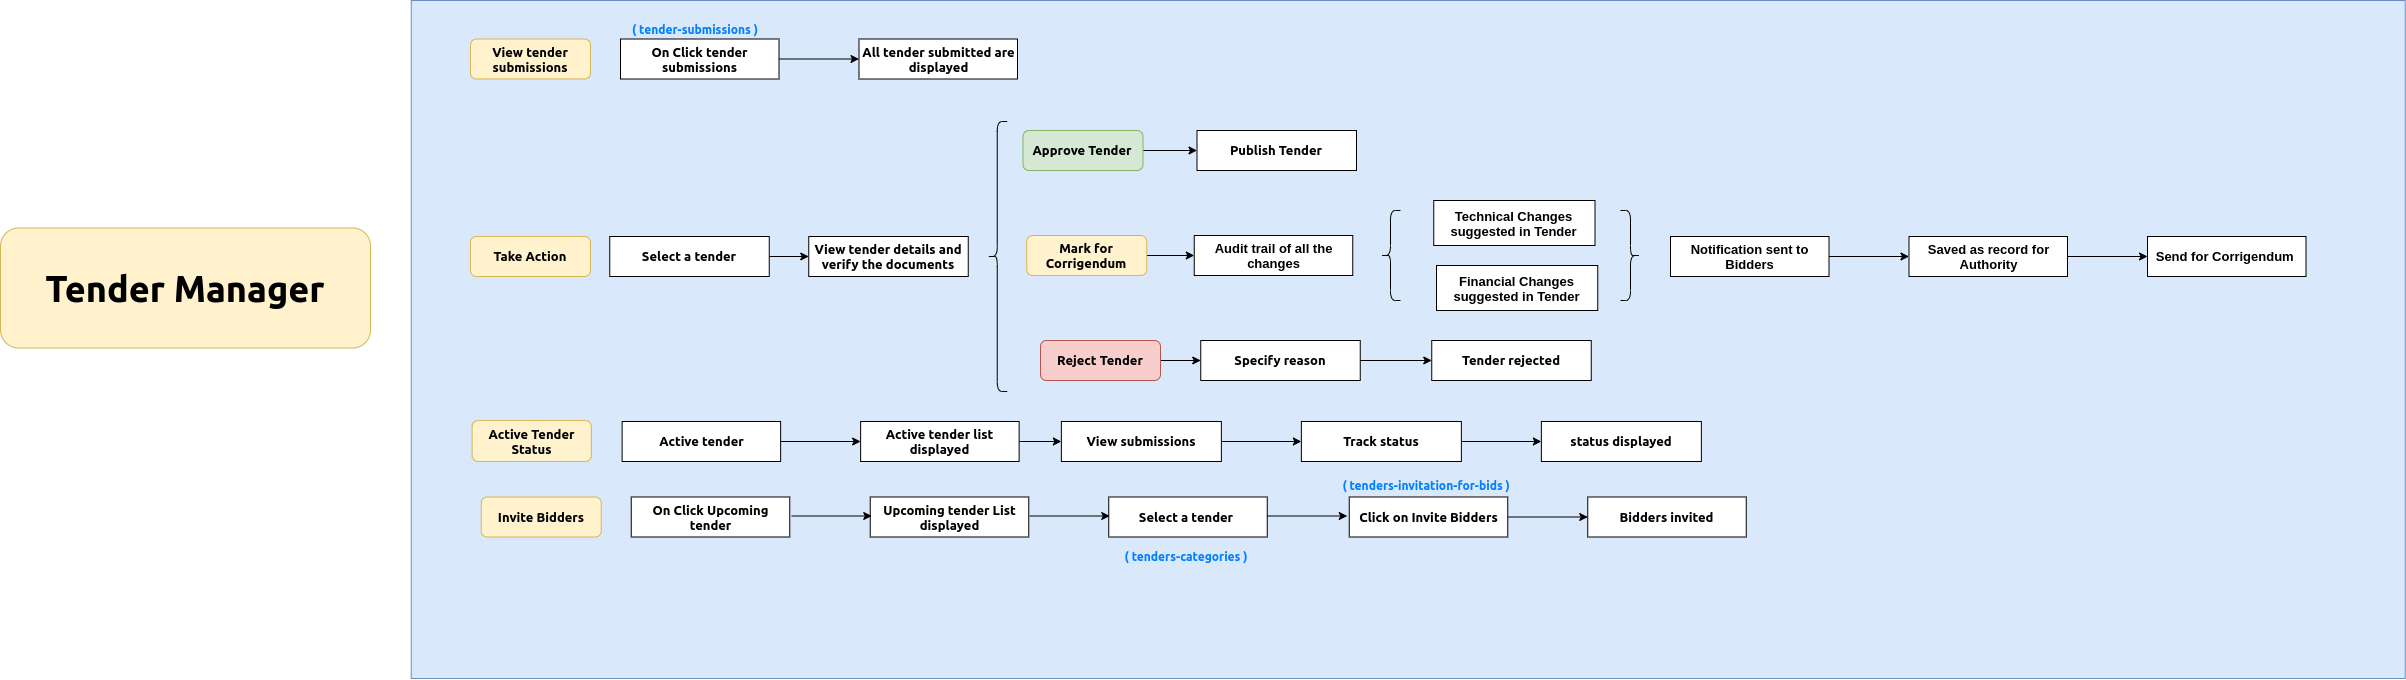 Tender Manager
( tender-submissions )
View tender
submissions
On Click tender
submissions
All tender submitted are
displayed
Take Action
Select a tender
View tender details and
verify the documents
Approve Tender
Publish Tender
Mark for
Corrigendum
Audit trail of all the
changes
Technical Changes
suggested in Tender
Financial Changes
suggested in Tender
Notification sent to
Bidders
Saved as record for
Authority
Send for Corrigendum
Reject Tender
Specify reason
Tender rejected
Active Tender
Status
Active tender
Active tender list
displayed
View submissions
Track status
status displayed
Invite Bidders
On Click Upcoming
tender
Upcoming tender List
displayed
Select a tender
( tenders-categories )
( tenders-invitation-for-bids )
Click on Invite Bidders
Bidders invited